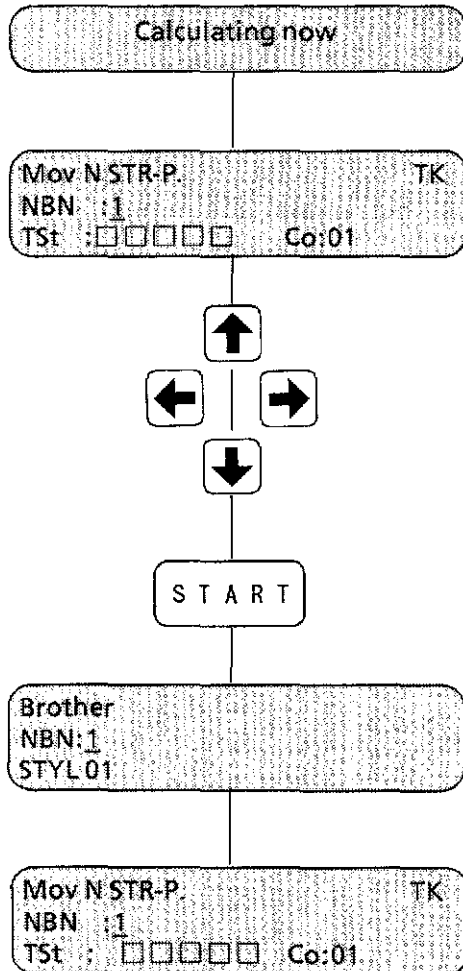 Calculating now
Mov N STR-P. TK
NBN :1
TSt :□□□□□ Co:01
START
Brother
NBN:1
STYL 01
Mov N STR-P. TK
NBN :1
TSt : □□□□□ Co:01